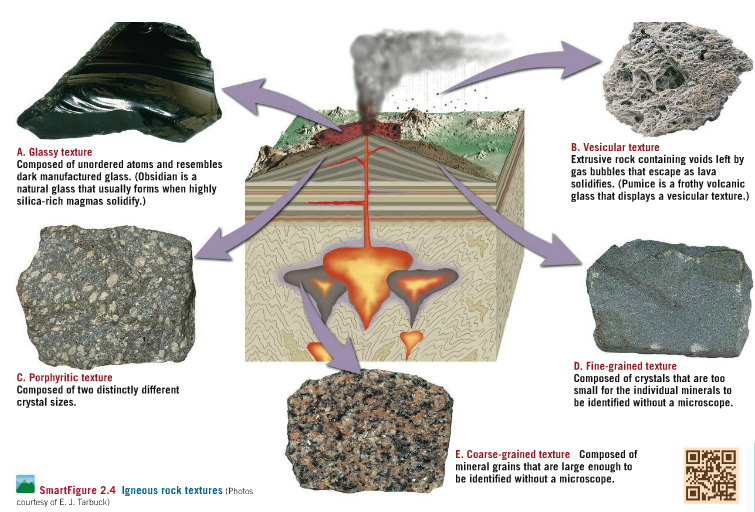 A. Glassy texture
Composed of unordered atoms and resembles
dark manufactured glass. (Obsidian is a
natural glass that usually forms when highly
silica-rich magmas solidify.)
B. Vesicular texture
Extrusive rock containing voids left by
gas bubbles that escape as lava
solidifies. (Pumice is a frothy volcanic
glass that displays a vesicular texture.)
C. Porphyritic texture
Composed of two distinctly different
crystal sizes.
D. Fine-grained texture
Composed of crystals that are too
small for the individual minerals to
be identified without a microscope.
E. Coarse-grained texture Composed of
mineral grains that are large enough to
be identified without a microscope.
SmartFigure 2.4 Igneous rock textures (Photos
courtesy of E. J. Tarbuck)